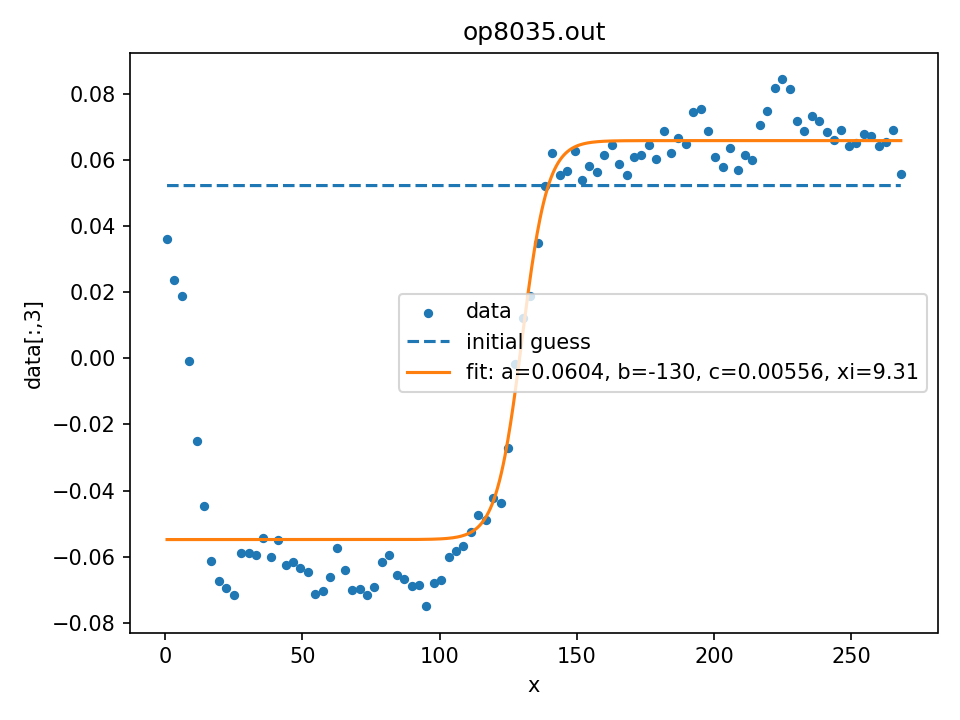 op8035.out
0.08
0.06
0.04
0.02
0.00
−0.02
−0.04
−0.06
−0.08
data[:,3]
data
initial guess
fit: a=0.0604, b=-130, c=0.00556, xi=9.31
0 50 100 150 200 250
x